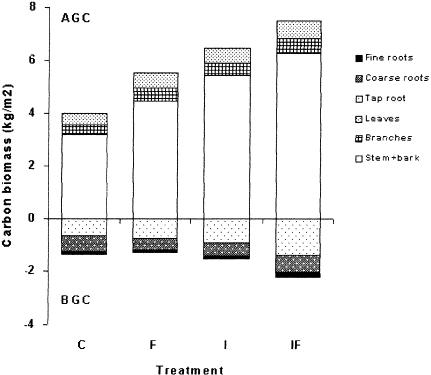 8
AGC
6
4
2
0
-2
BGC
-4
Carbon biomass (kg/m2)
C F I IF
Treatment
Fine roots
Coarse roots
Tap root
Leaves
Branches
Stem+bark